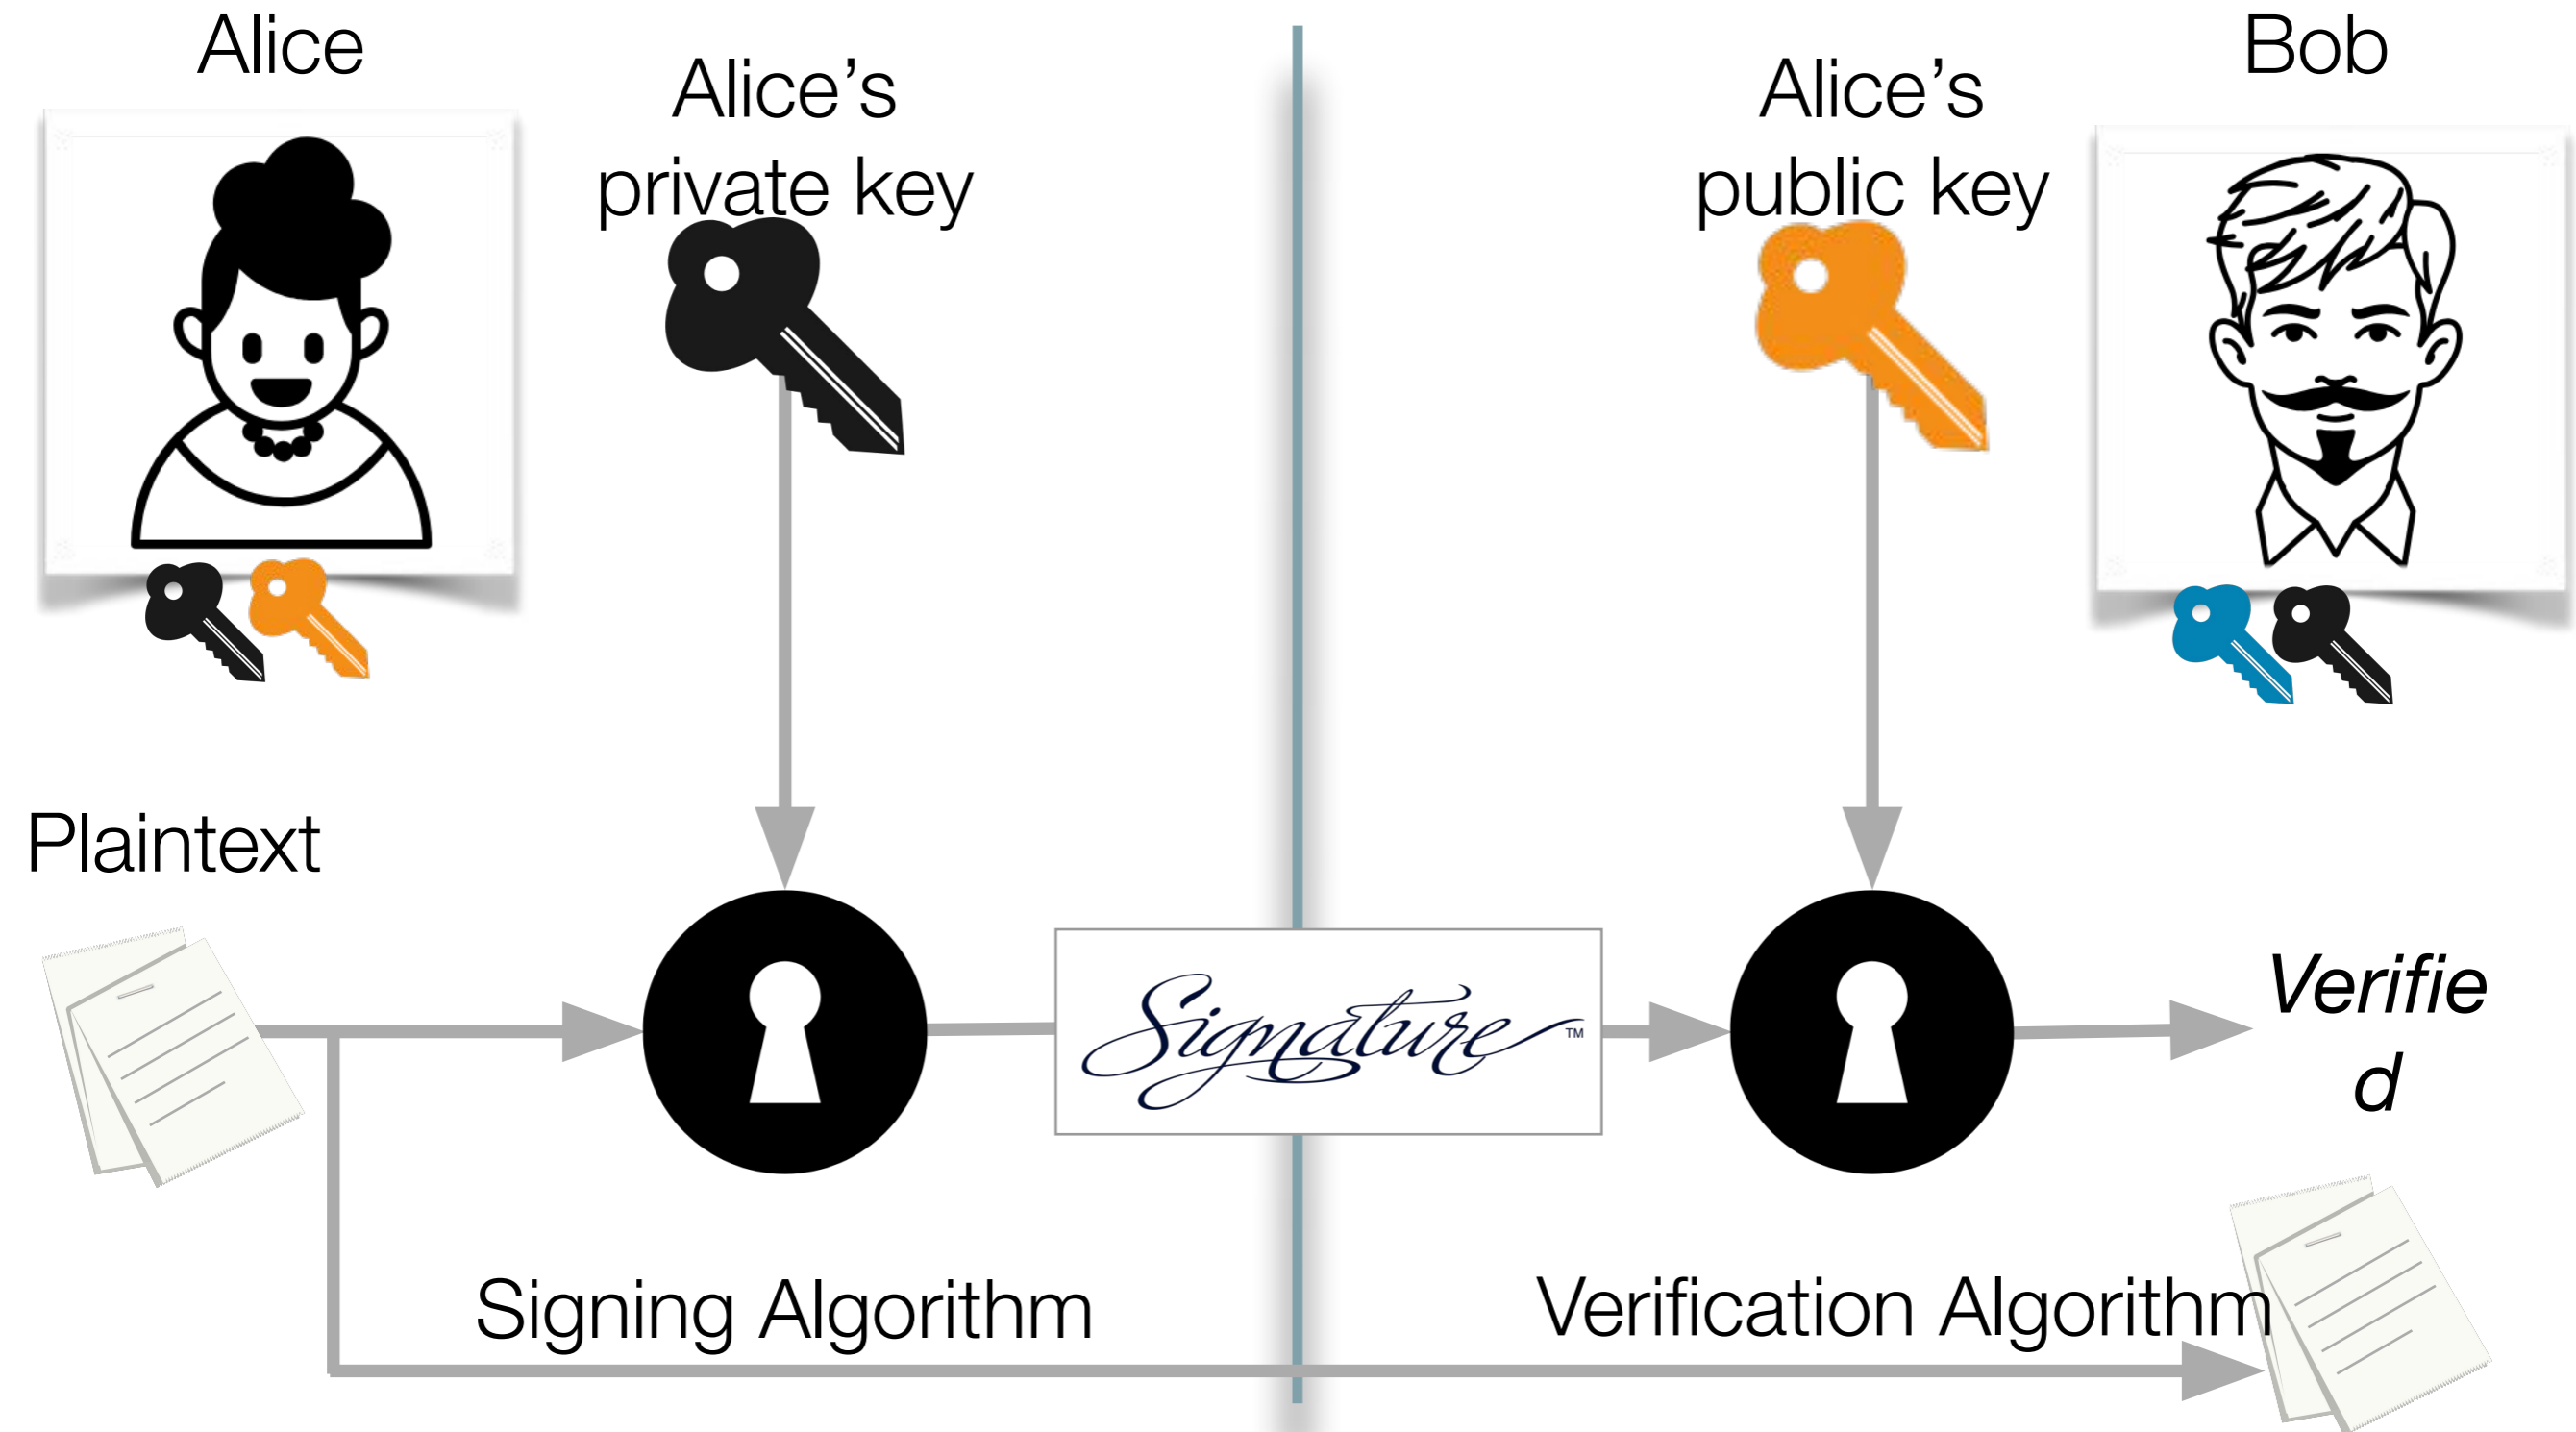 Alice
Alice's
private key
Alice's
public key
Bob
Plaintext
Signature ™
Verifie
d
Signing Algorithm
Verification Algorithm